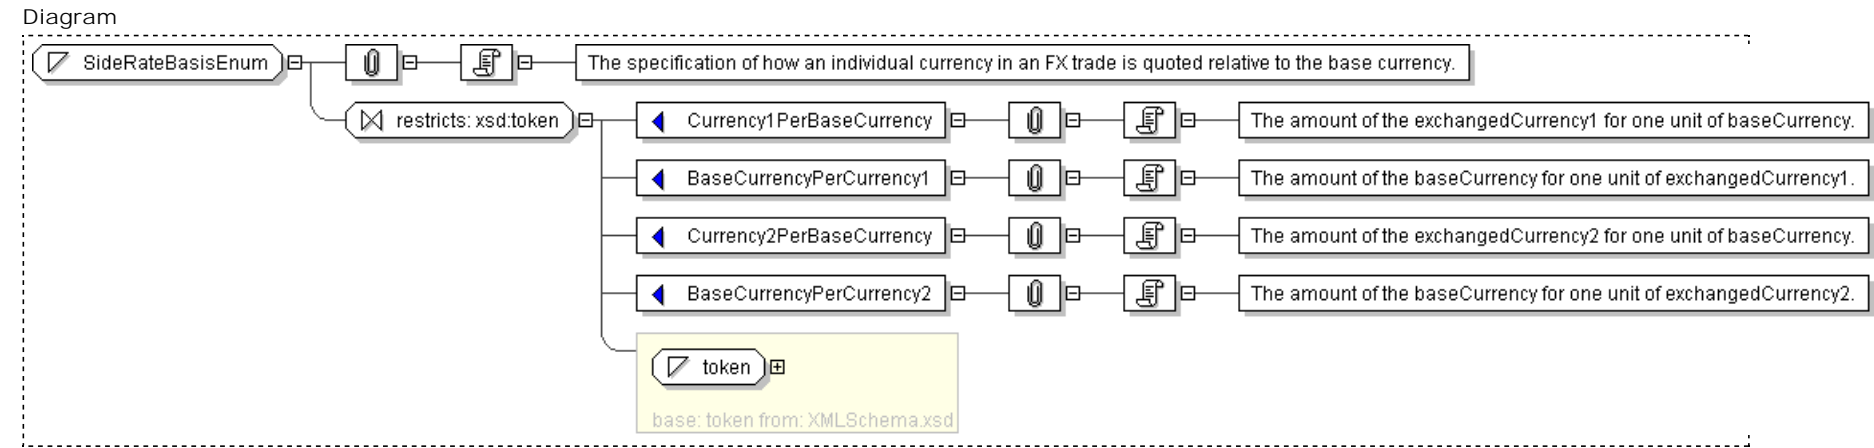 Diagram
SideRateBasisEnum
The specification of how an individual currency in an FX trade is quoted relative to the base currency.
restricts: xsd:token
Currency1PerBaseCurrency
The amount of the exchangedCurrency1 for one unit of baseCurrency.
BaseCurrencyPerCurrency1
The amount of the baseCurrency for one unit of exchangedCurrency1.
Currency2PerBaseCurrency
The amount of the exchangedCurrency2 for one unit of baseCurrency.
BaseCurrencyPerCurrency2
The amount of the baseCurrency for one unit of exchangedCurrency2.
token
base: token from: XMLSchema.xsd